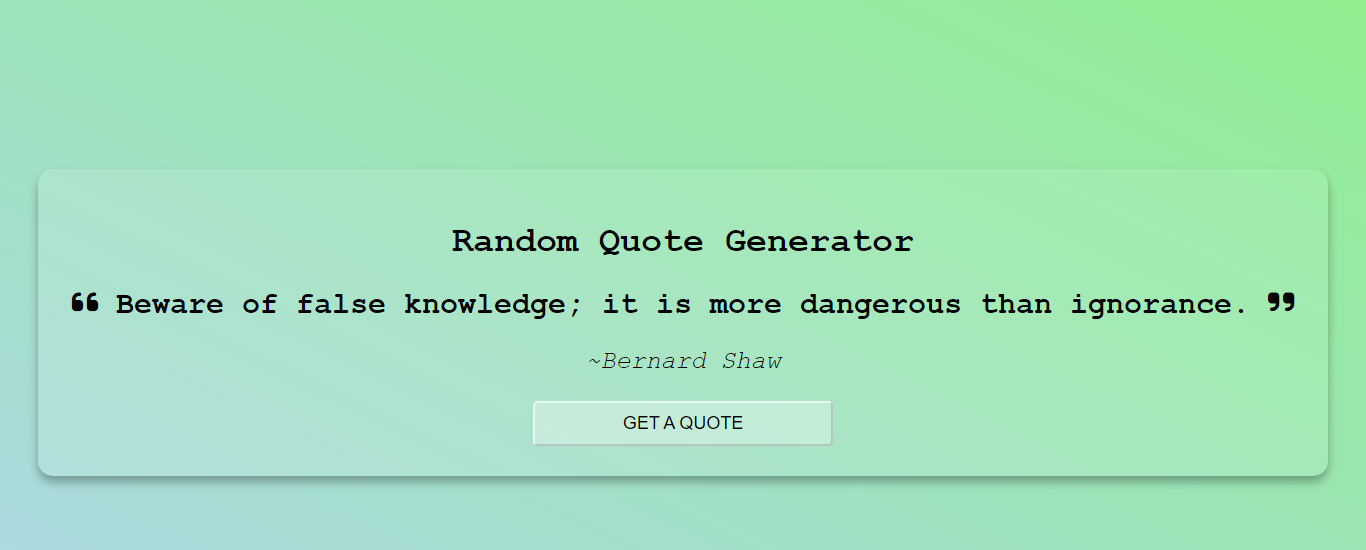 Random Quote Generator
❝ Beware of false knowledge; it is more dangerous than ignorance. ❞
~Bernard Shaw
GET A QUOTE